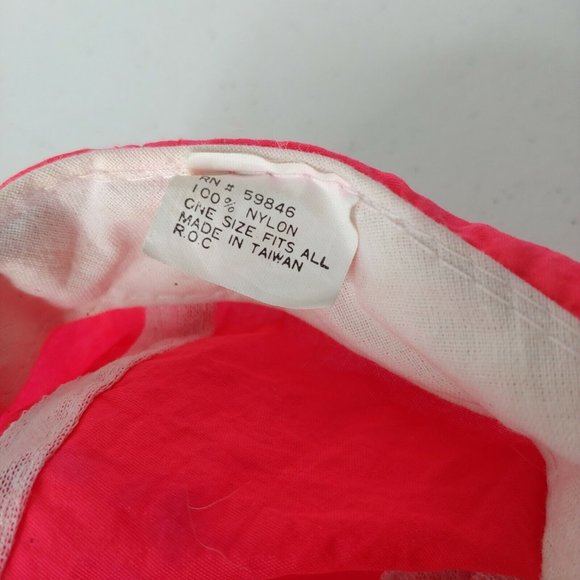 RN # 59846
100% NYLON
ONE SIZE FITS ALL
MADE IN TAIWAN
R.O.C